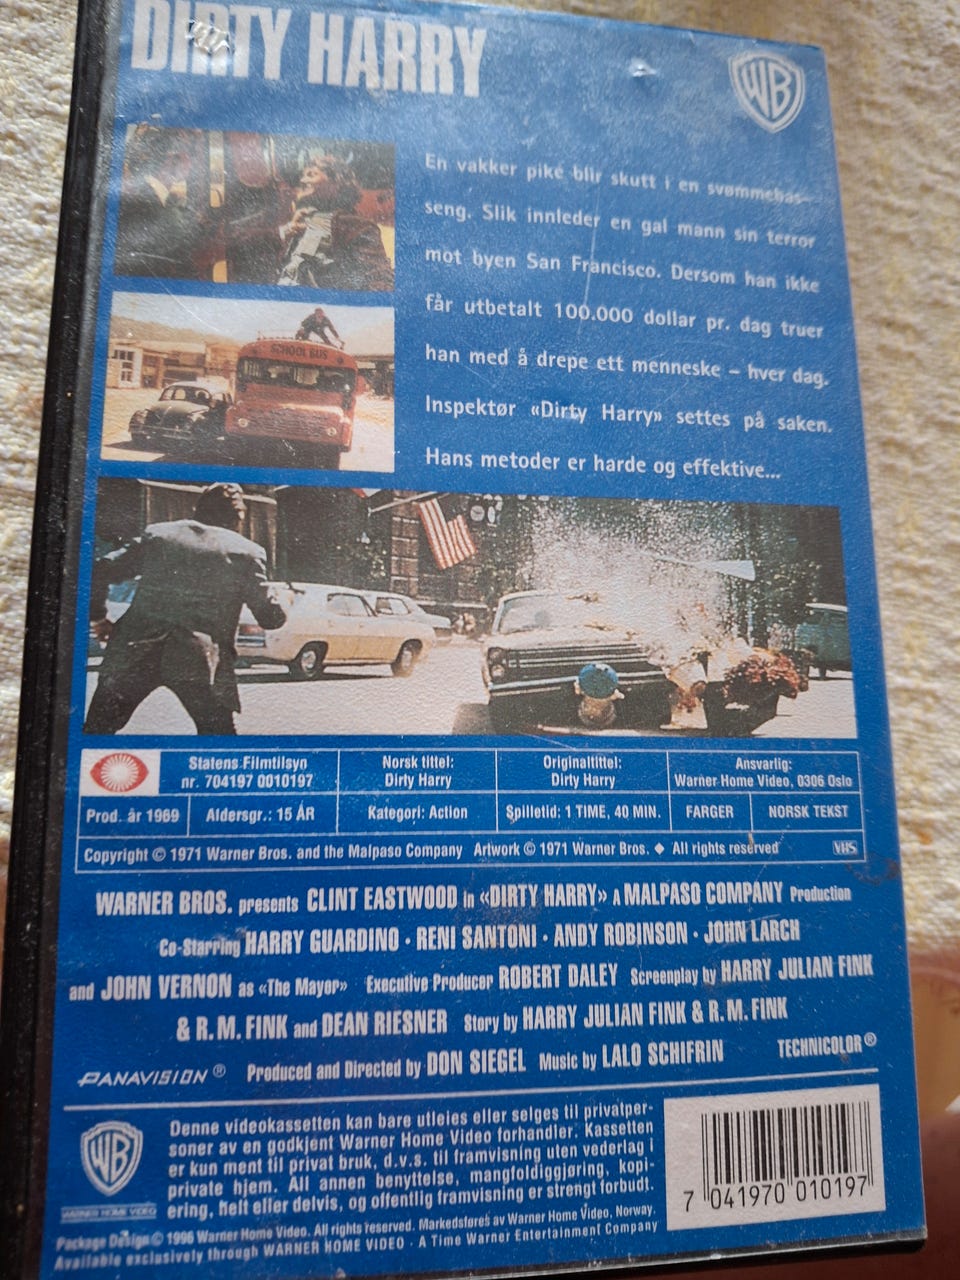 DIRTY HARRY
WB
En vakker pike blir skutt i en svømmebas-
seng. Slik innleder en gal mann sin terror
mot byen San Francisco. Dersom han ikke
får utbetalt 100.000 dollar pr. dag truer
han med å drepe ett menneske – hver dag.
Inspektør «Dirty Harry» settes på saken.
Hans metoder er harde og effektive...
SCHOOL BUS
Statens Filmtilsyn
nr. 704197 0010197
Norsk tittel:
Dirty Harry
Originaltittel:
Dirty Harry
Ansvarlig:
Warner Home Video, 0306 Oslo
Prod. år 1969
Aldersgr.: 15 ÅR
Kategori: Action
Spilletid: 1 TIME, 40 MIN.
FARGER
NORSK TEKST
Copyright © 1971 Warner Bros. and the Malpaso Company Artwork © 1971 Warner Bros. ◆ All rights reserved VHS
WARNER BROS. presents CLINT EASTWOOD in «DIRTY HARRY» A MALPASO COMPANY Production
Co-Starring HARRY GUARDINO · RENI SANTONI · ANDY ROBINSON · JOHN LARCH
and JOHN VERNON as «The Mayor» Executive Producer ROBERT DALEY Screenplay by HARRY JULIAN FINK
& R.M. FINK and DEAN RIESNER Story by HARRY JULIAN FINK & R.M. FINK
PANAVISION® Produced and Directed by DON SIEGEL Music by LALO SCHIFRIN TECHNICOLOR®
WB
WARNER HOME VIDEO
Denne videokassetten kan bare utleies eller selges til privatper-
soner av en godkjent Warner Home Video forhandler. Kassetten
er kun ment til privat bruk, d.v.s. til framvisning uten vederlag i
private hjem. All annen benyttelse, mangfoldiggjøring, kopi-
ering, helt eller delvis, og offentlig framvisning er strengt forbudt.
Package Design © 1996 Warner Home Video. All rights reserved. Markedsføres av Warner Home Video, Norway.
Available exclusively through WARNER HOME VIDEO · A Time Warner Entertainment Company
7 041970 010197